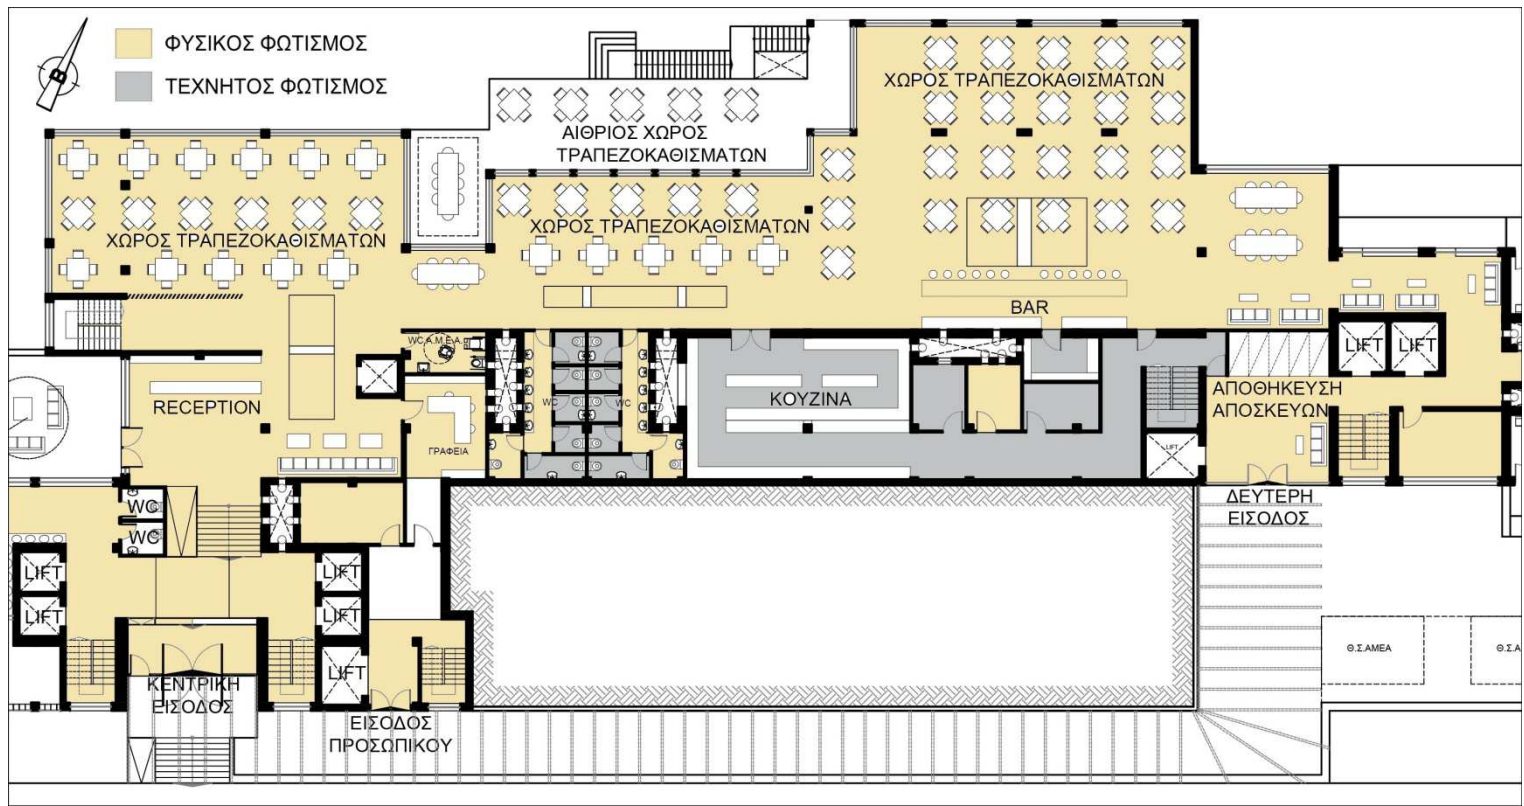 Β
ΦΥΣΙΚΟΣ ΦΩΤΙΣΜΟΣ
ΤΕΧΝΗΤΟΣ ΦΩΤΙΣΜΟΣ
ΧΩΡΟΣ ΤΡΑΠΕΖΟΚΑΘΙΣΜΑΤΩΝ
ΑΙΘΡΙΟΣ ΧΩΡΟΣ
ΤΡΑΠΕΖΟΚΑΘΙΣΜΑΤΩΝ
ΧΩΡΟΣ ΤΡΑΠΕΖΟΚΑΘΙΣΜΑΤΩΝ
ΧΩΡΟΣ ΤΡΑΠΕΖΟΚΑΘΙΣΜΑΤΩΝ
BAR
WC Α.Μ.Ε.Α.
LIFT
LIFT
RECEPTION
WC
WC
ΚΟΥΖΙΝΑ
ΑΠΟΘΗΚΕΥΣΗ
ΑΠΟΣΚΕΥΩΝ
ΓΡΑΦΕΙΑ
LIFT
WC
WC
ΔΕΥΤΕΡΗ
ΕΙΣΟΔΟΣ
LIFT
LIFT
LIFT
LIFT
Θ.Σ.ΑΜΕΑ
Θ.Σ.Α
LIFT
ΚΕΝΤΡΙΚΗ
ΕΙΣΟΔΟΣ
ΕΙΣΟΔΟΣ
ΠΡΟΣΩΠΙΚΟΥ